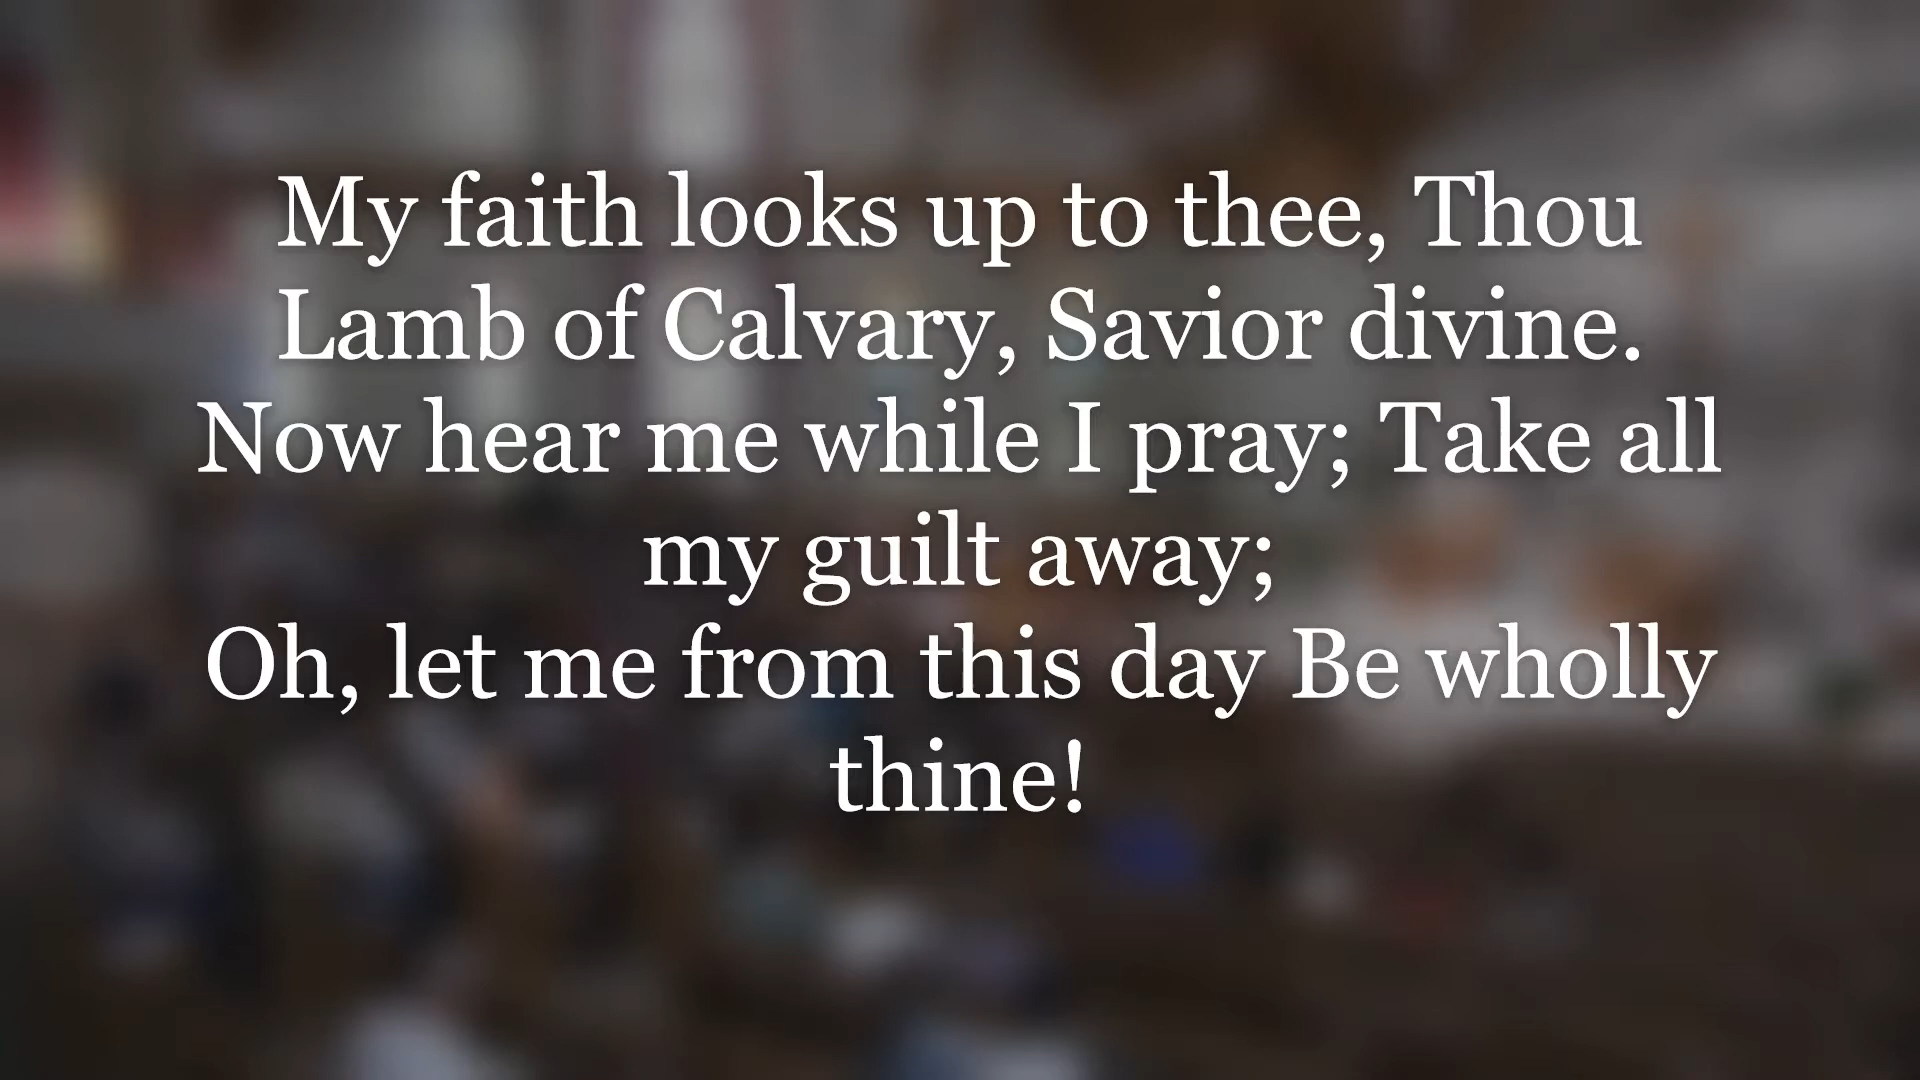 My faith looks up to thee, Thou
Lamb of Calvary, Savior divine.
Now hear me while I pray; Take all
my guilt away;
Oh, let me from this day Be wholly
thine!